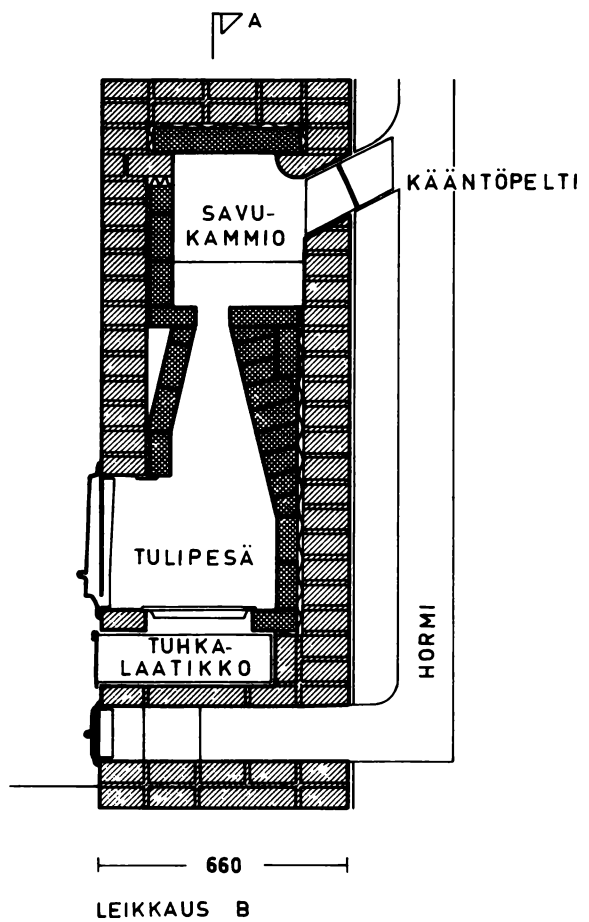 A
KÄÄNTÖPELTI
SAVU-
KAMMIO
TULIPESÄ
HORMI
TUHKA-
LAATIKKO
660
LEIKKAUS B